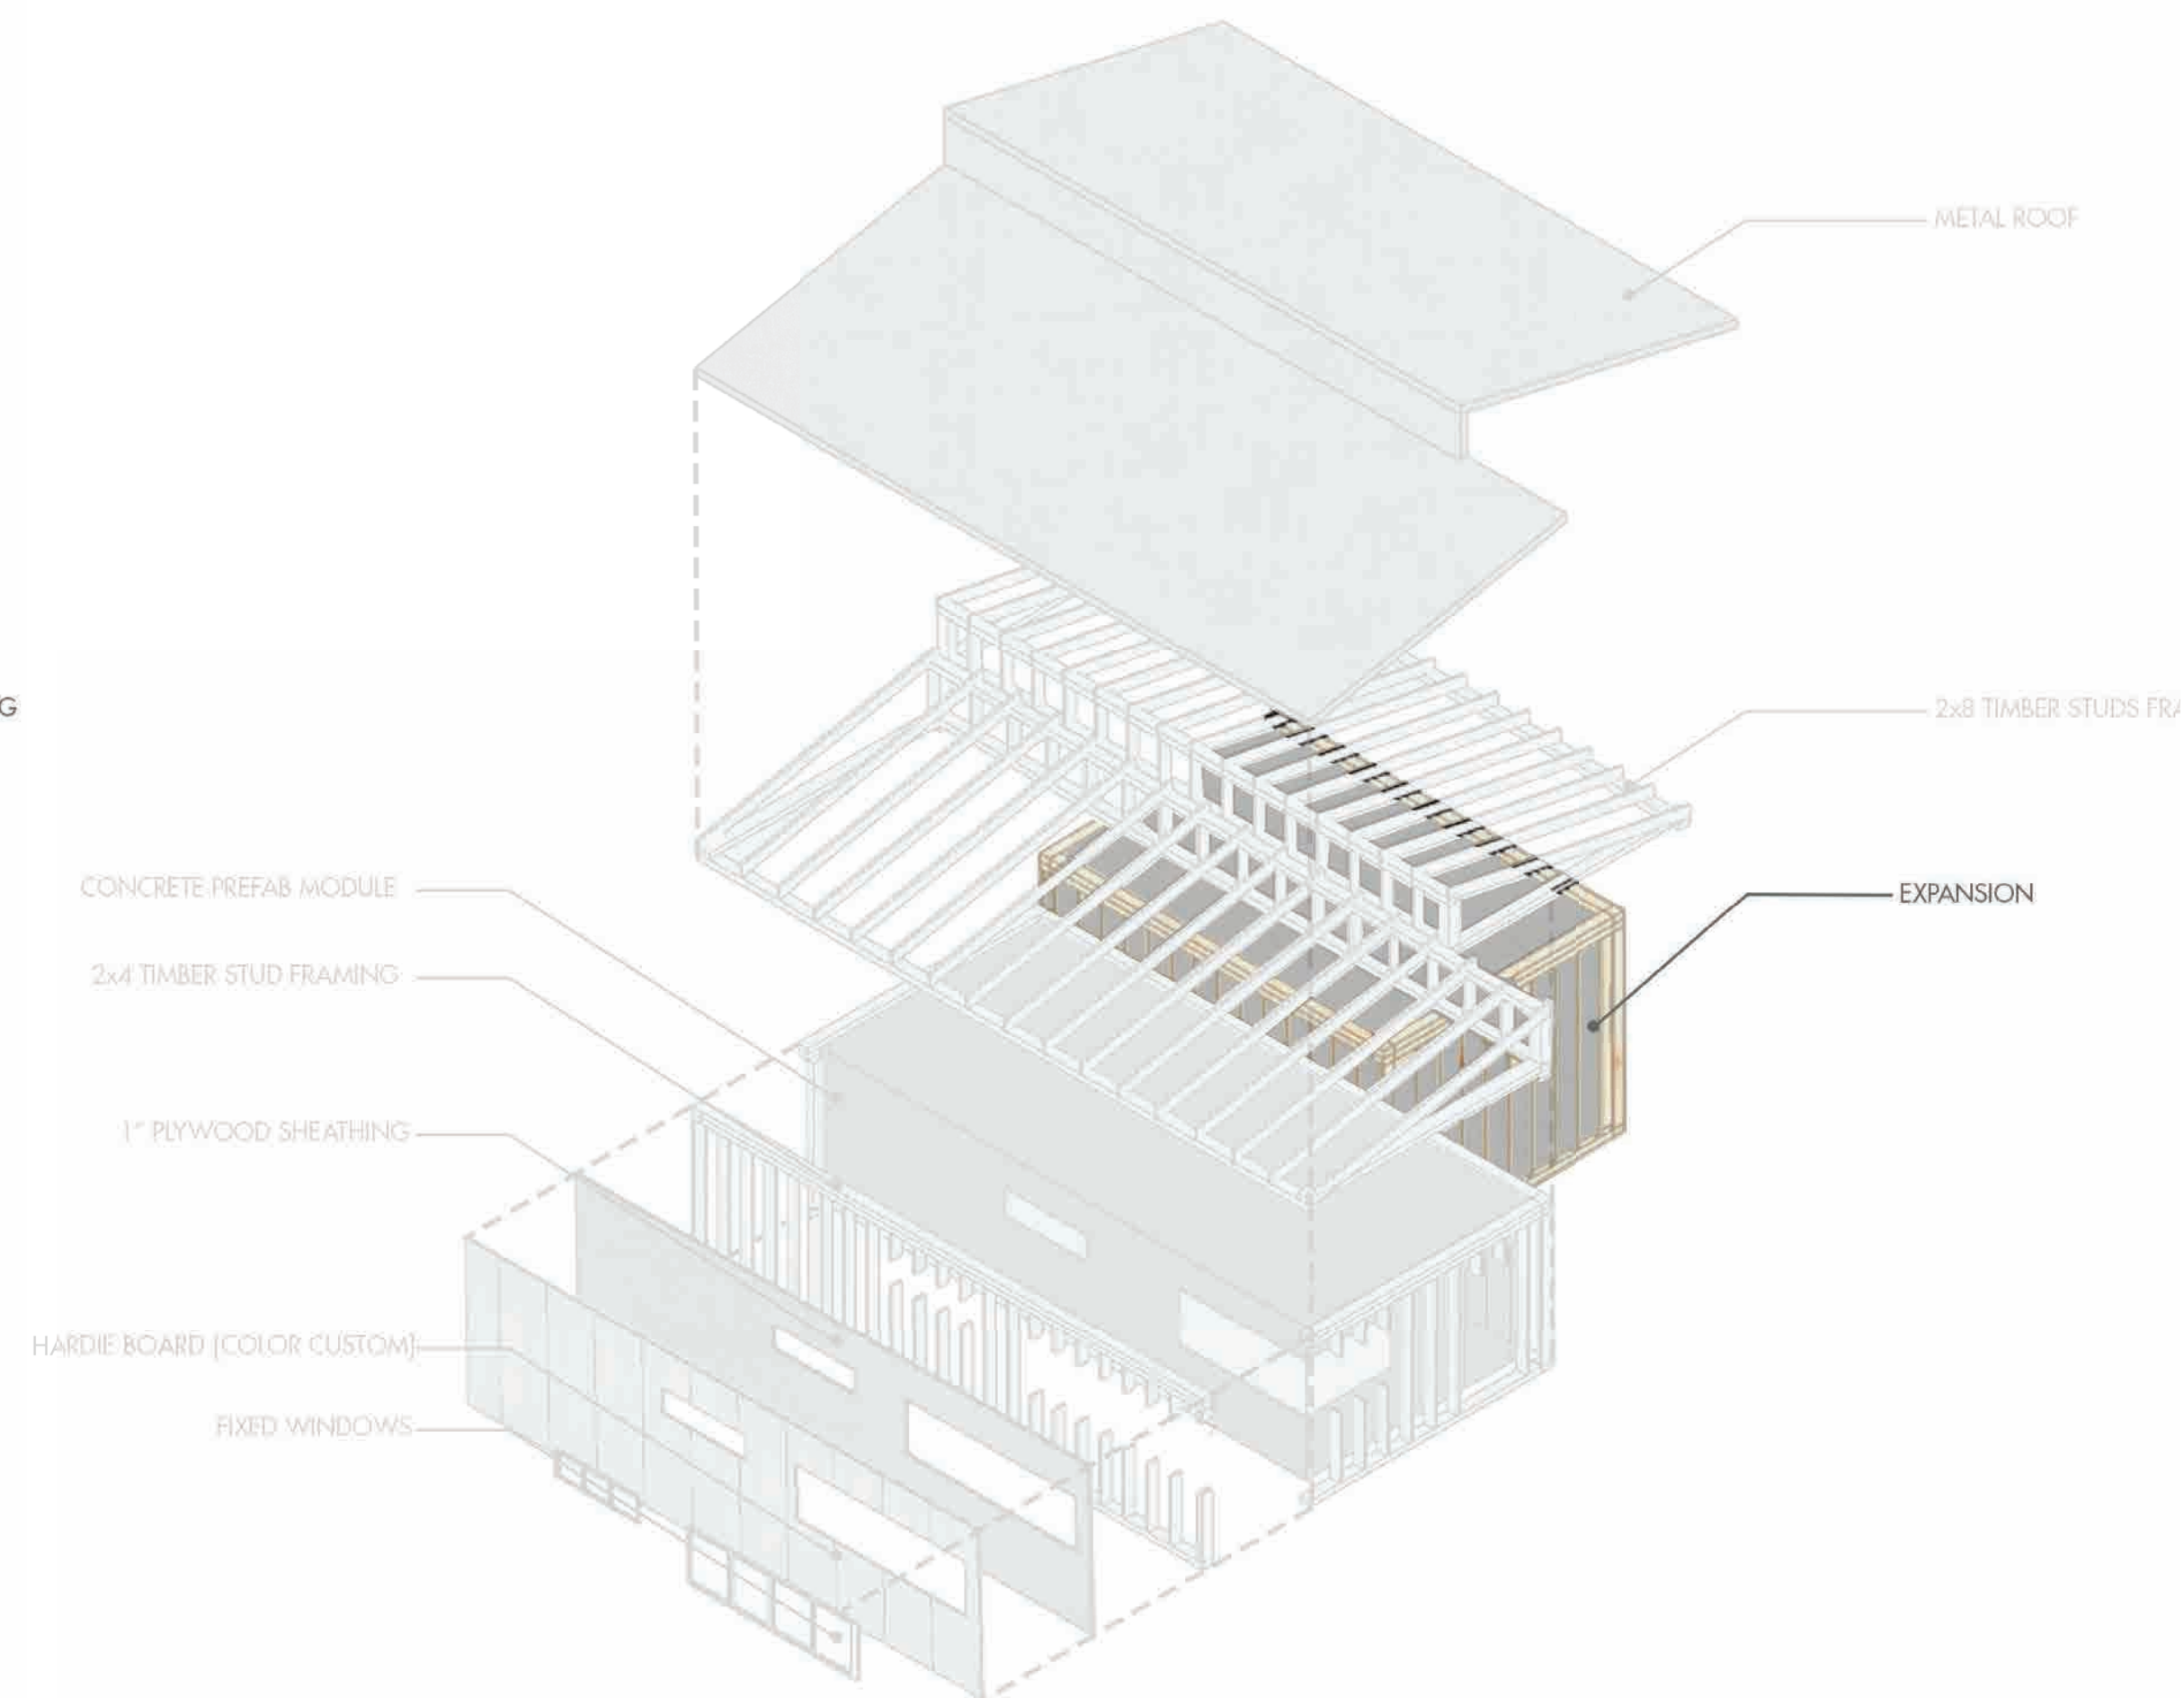 METAL ROOF
G
2x8 TIMBER STUDS FRA
CONCRETE PREFAB MODULE
EXPANSION
2x4 TIMBER STUD FRAMING
1" PLYWOOD SHEATHING
HARDIE BOARD [COLOR CUSTOM]
FIXED WINDOWS